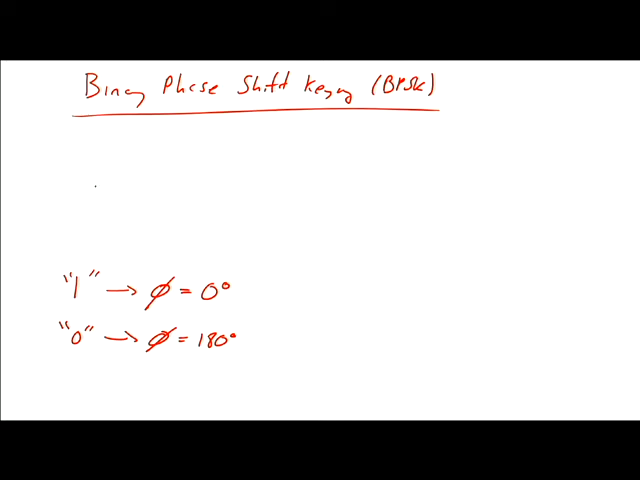 Binary Phase Shift Keying (BPSK)
"1" → ϕ = 0°
"0" → ϕ = 180°